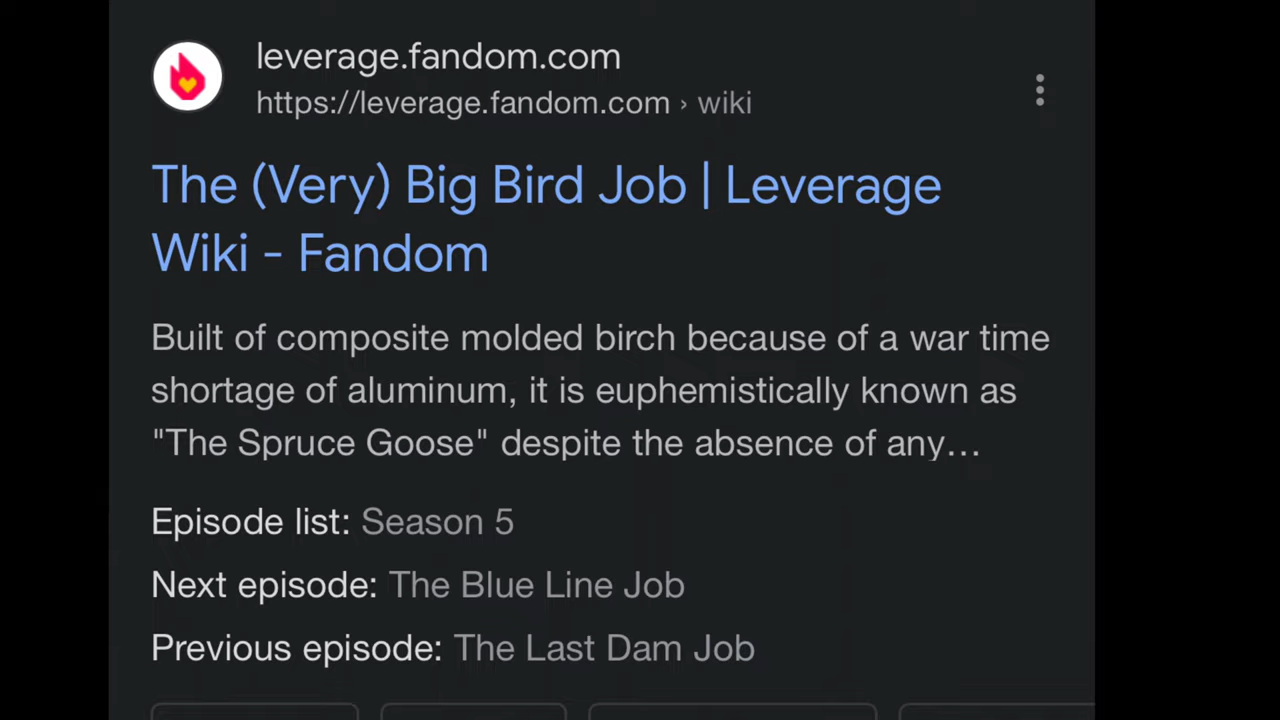 leverage.fandom.com
https://leverage.fandom.com › wiki
The (Very) Big Bird Job | Leverage
Wiki - Fandom
Built of composite molded birch because of a war time
shortage of aluminum, it is euphemistically known as
"The Spruce Goose" despite the absence of any...
Episode list: Season 5
Next episode: The Blue Line Job
Previous episode: The Last Dam Job